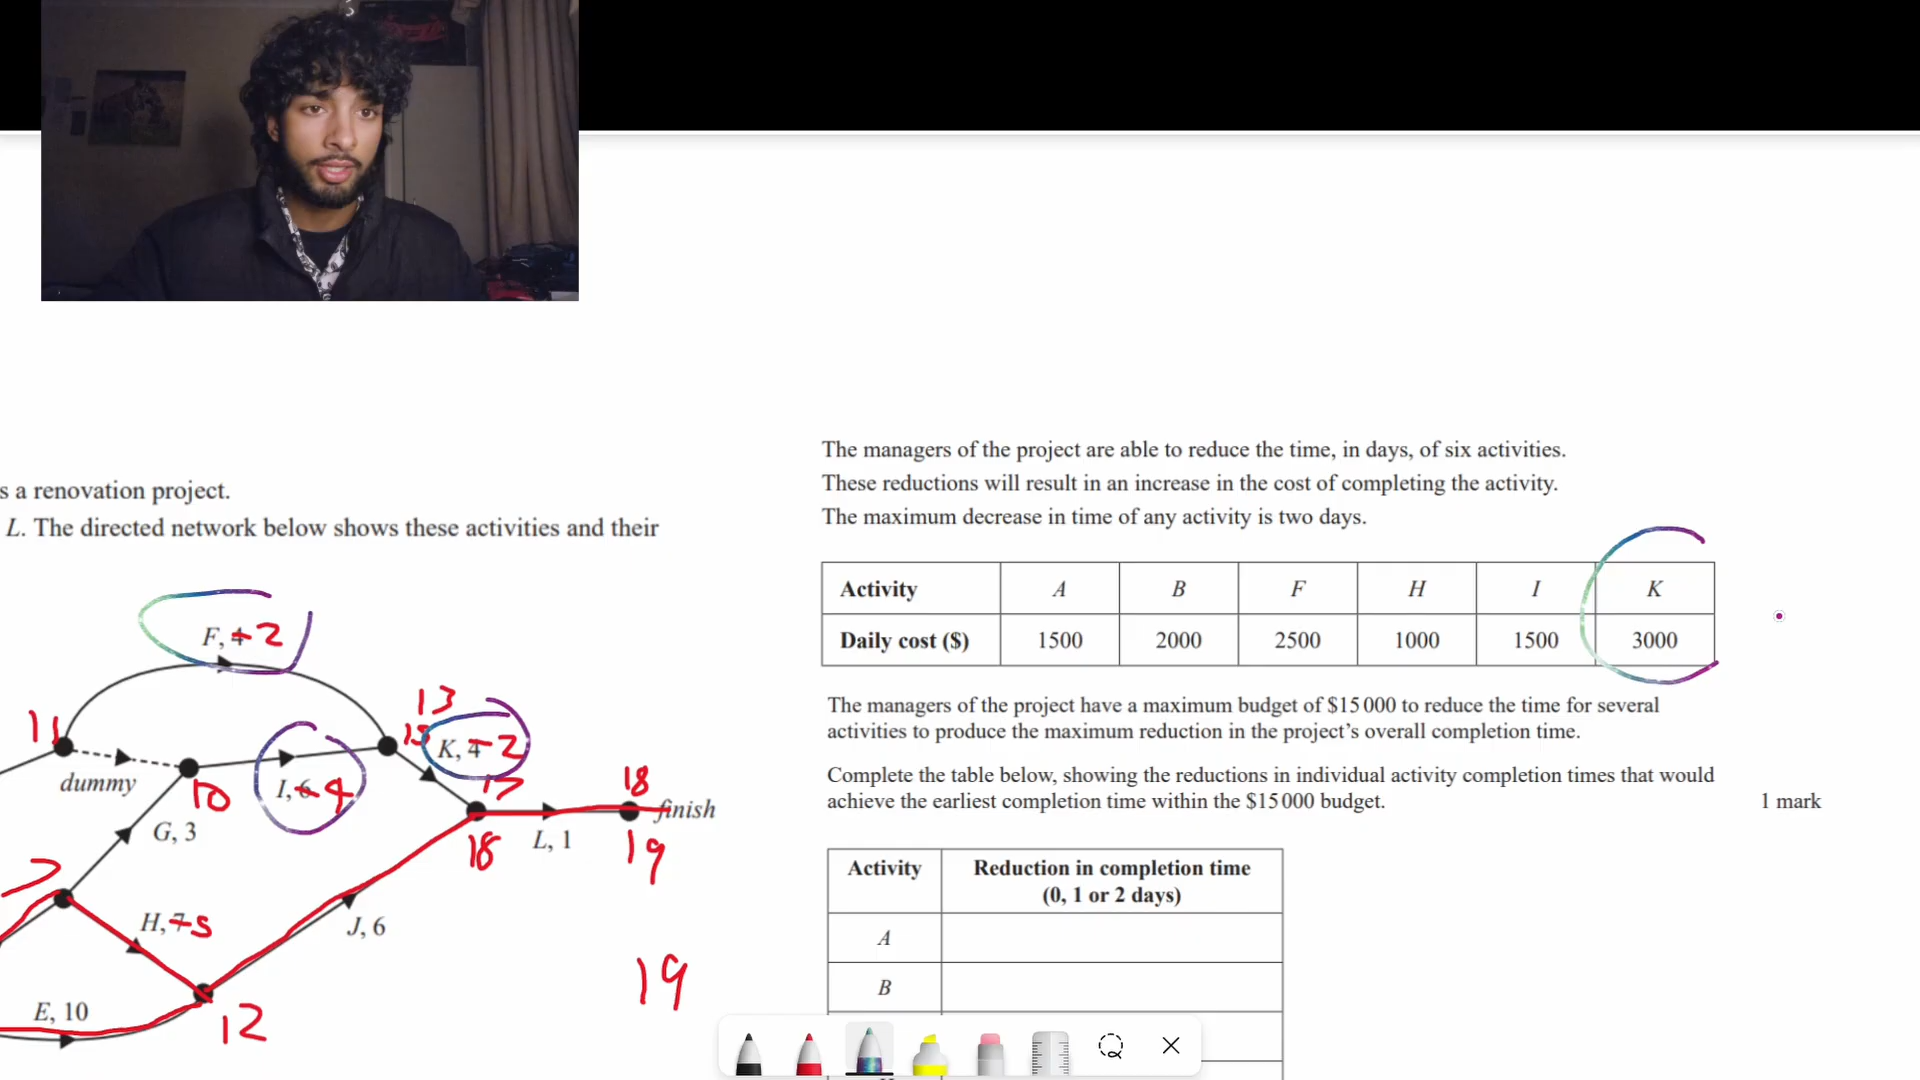 s a renovation project.
L. The directed network below shows these activities and their
F, 4 2
11
13
15
K, 4 2
dummy
10
I, 6 4
17
18
finish
G, 3
18
L, 1
19
7
H, 7 5
J, 6
19
E, 10
12
The managers of the project are able to reduce the time, in days, of six activities.
These reductions will result in an increase in the cost of completing the activity.
The maximum decrease in time of any activity is two days.
Activity A B F H I K
Daily cost ($) 1500 2000 2500 1000 1500 3000
The managers of the project have a maximum budget of $15 000 to reduce the time for several
activities to produce the maximum reduction in the project's overall completion time.
Complete the table below, showing the reductions in individual activity completion times that would
achieve the earliest completion time within the $15 000 budget.
1 mark
Activity Reduction in completion time
(0, 1 or 2 days)
A
B